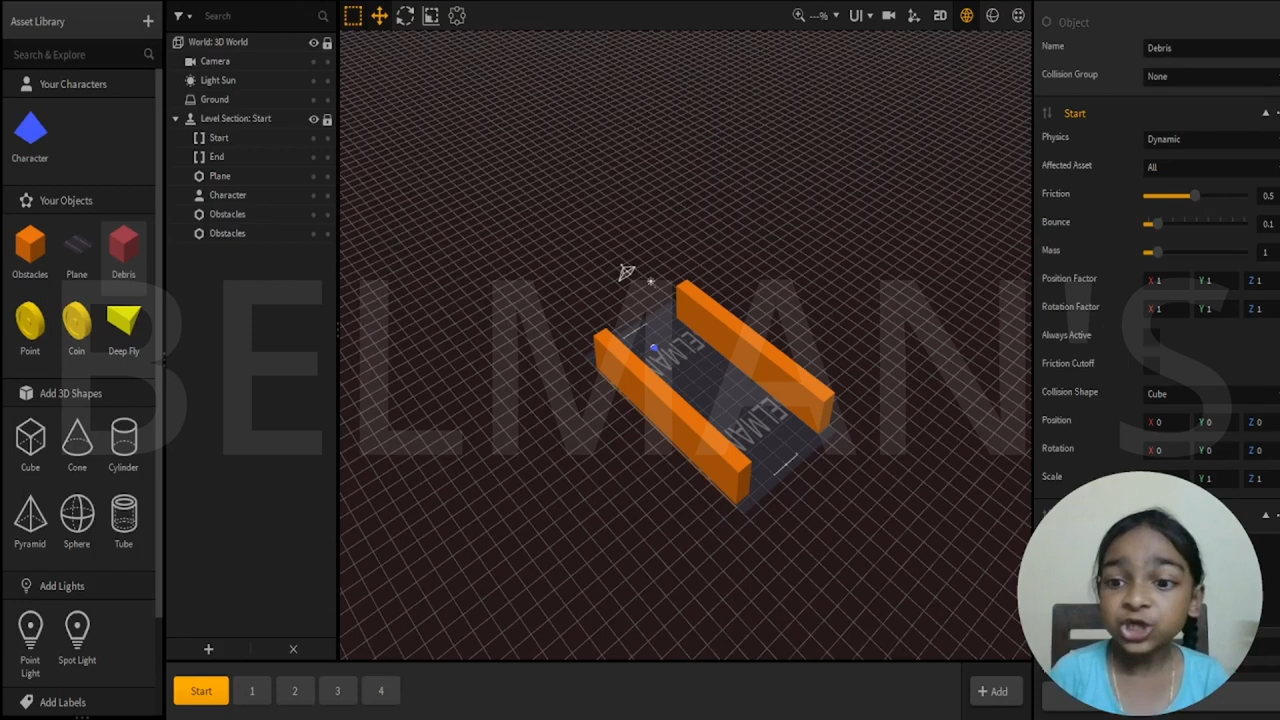 Asset Library
Search & Explore
Your Characters
Character
Your Objects
Obstacles Plane Debris
Point Coin Deep Fly
Add 3D Shapes
Cube Cone Cylinder
Pyramid Sphere Tube
Add Lights
Point Light Spot Light
Add Labels
Search
World: 3D World
Camera
Light Sun
Ground
Level Section: Start
Start
End
Plane
Character
Obstacles
Obstacles
---% UI 2D
ELMAN
ELMAN
BELMAN'S
Start 1 2 3 4
+ Add
Object
Name Debris
Collision Group None
Start
Physics Dynamic
Affected Asset All
Friction 0.5
Bounce 0.1
Mass 1
Position Factor X 1 Y 1 Z 1
Rotation Factor X 1 Y 1 Z 1
Always Active
Friction Cutoff
Collision Shape Cube
Position X 0 Y 0 Z 0
Rotation X 0 Y 0 Z 0
Scale Y 1 Z 1